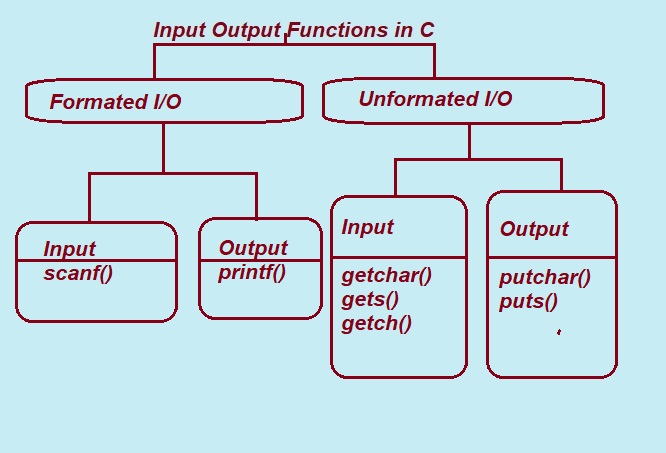 Input Output Functions in C
Formated I/O
Unformated I/O
Input
scanf()
Output
printf()
Input
getchar()
gets()
getch()
Output
putchar()
puts()